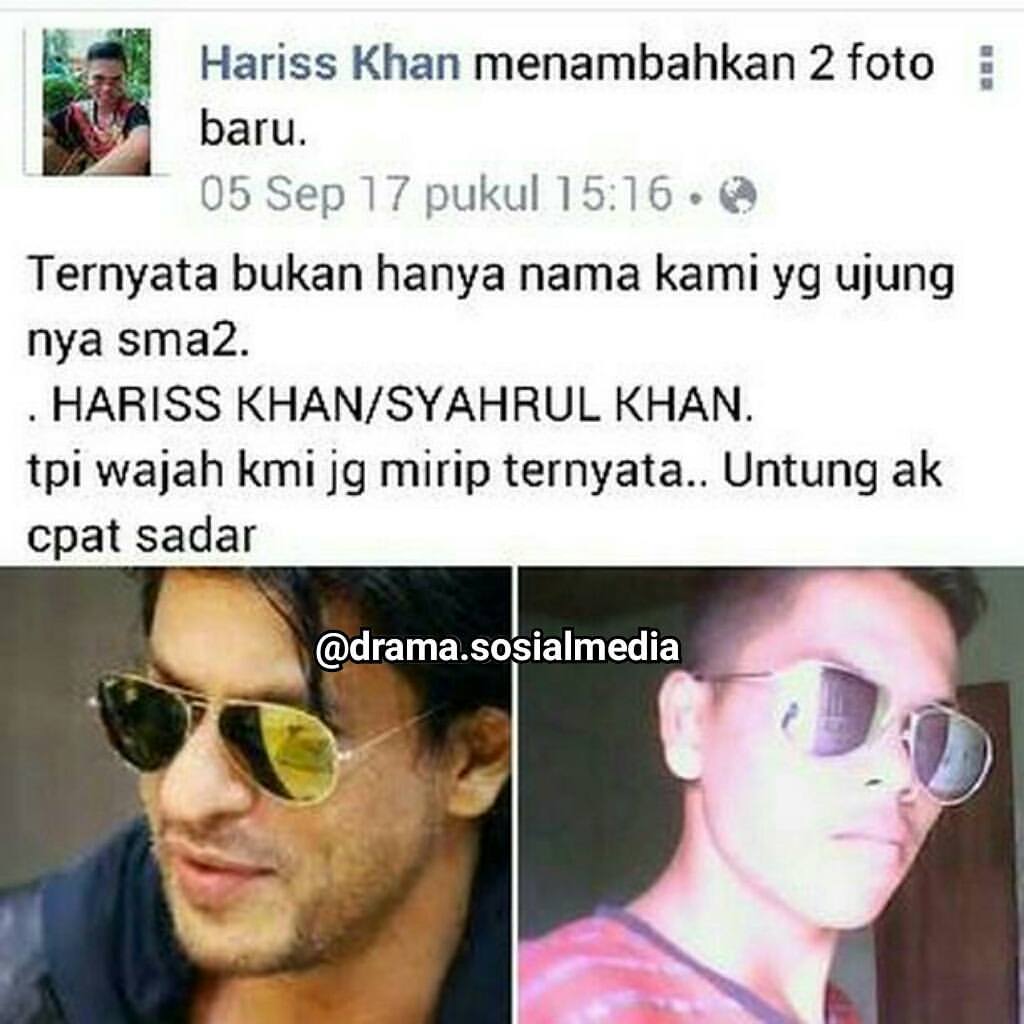 Hariss Khan menambahkan 2 foto
baru.
05 Sep 17 pukul 15:16 •
Ternyata bukan hanya nama kami yg ujung
nya sma2.
. HARISS KHAN/SYAHRUL KHAN.
tpi wajah kmi jg mirip ternyata.. Untung ak
cpat sadar
@drama.sosialmedia